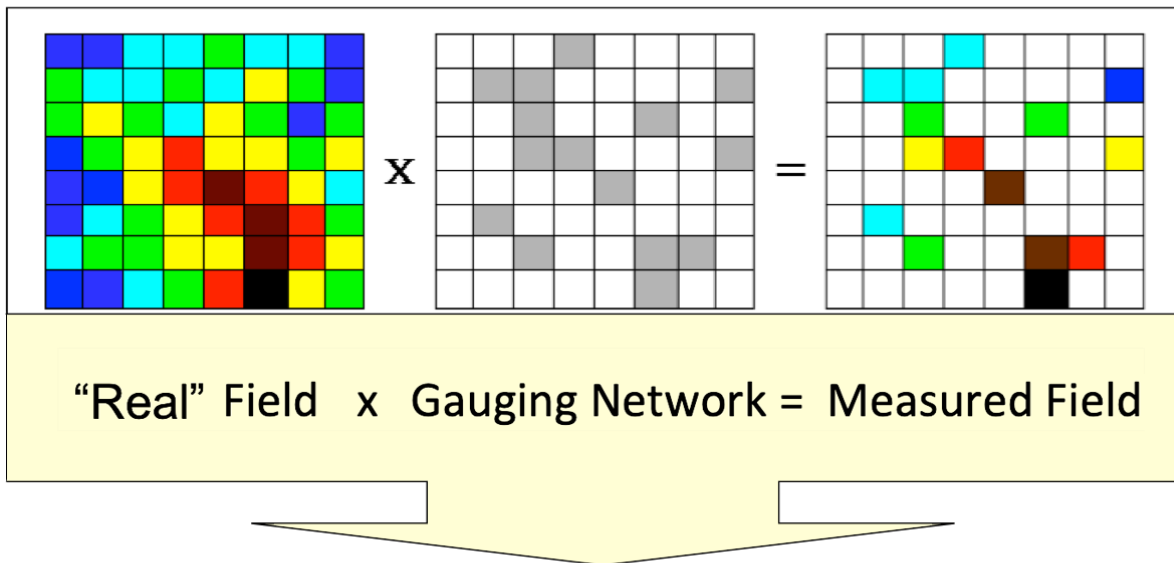 x =
“Real” Field x Gauging Network = Measured Field